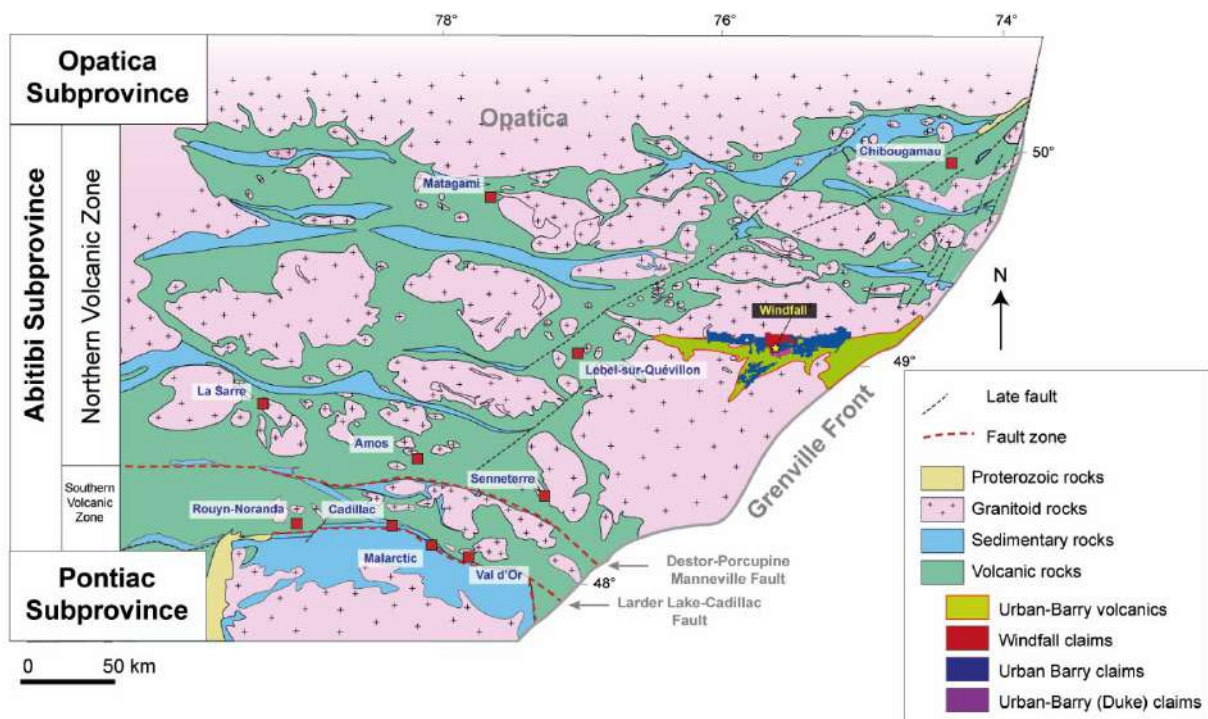 78°
76°
74°
Opatica
Subprovince
Opatica
Chibougamau
50°
Matagami
Abitibi Subprovince
Northern Volcanic Zone
N
Windfall
Lebel-sur-Quévillon
49°
La Sarre
Grenville Front
Amos
Senneterre
Southern
Volcanic
Zone
Rouyn-Noranda
Cadillac
Malarctic
Val d'Or
Destor-Porcupine
Manneville Fault
48°
Larder Lake-Cadillac
Fault
Pontiac
Subprovince
0 50 km
Late fault
Fault zone
Proterozoic rocks
Granitoid rocks
Sedimentary rocks
Volcanic rocks
Urban-Barry volcanics
Windfall claims
Urban Barry claims
Urban-Barry (Duke) claims